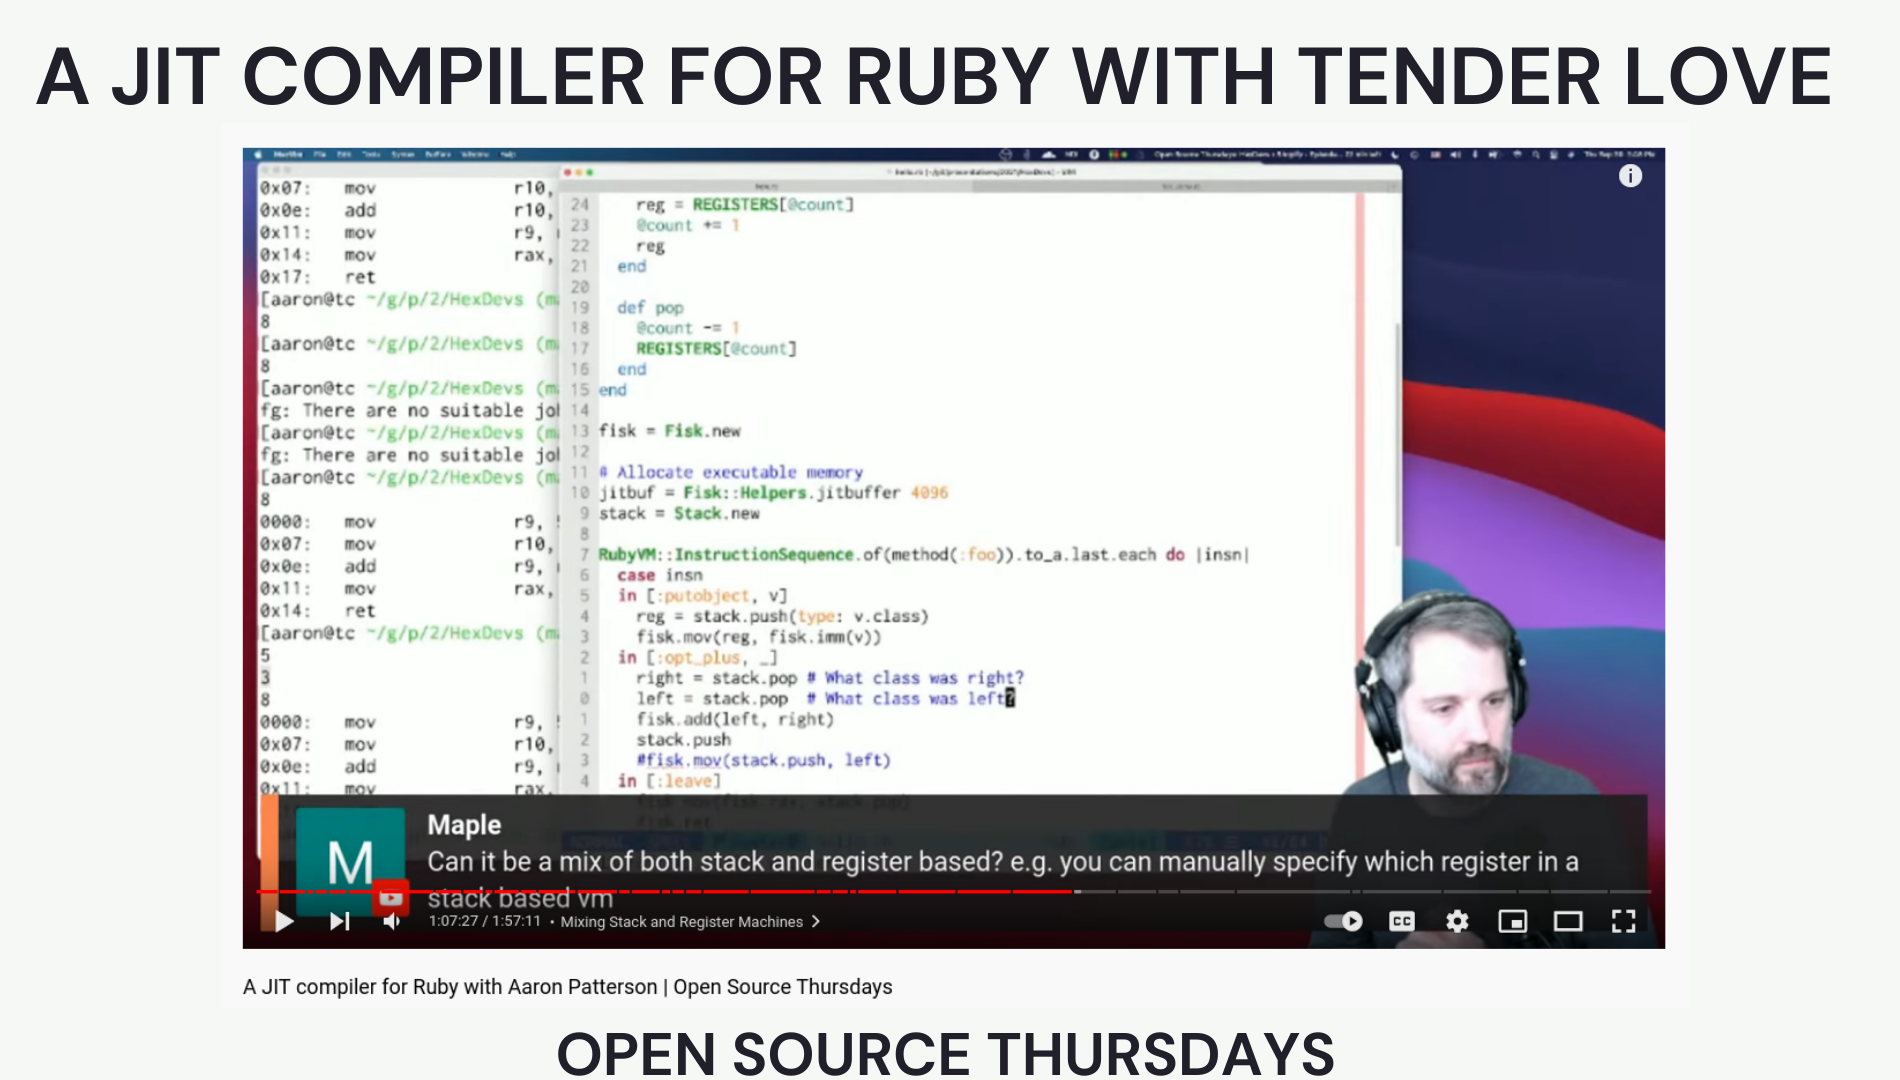 A JIT COMPILER FOR RUBY WITH TENDER LOVE
0x07: mov r10,
0x0e: add r10,
0x11: mov r9,
0x14: mov rax,
0x17: ret
[aaron@tc ~/g/p/2/HexDevs (m
8
[aaron@tc ~/g/p/2/HexDevs (m
8
[aaron@tc ~/g/p/2/HexDevs (m
fg: There are no suitable jo
[aaron@tc ~/g/p/2/HexDevs (m
fg: There are no suitable jo
[aaron@tc ~/g/p/2/HexDevs (m
8
0000: mov r9,
0x07: mov r10,
0x0e: add r9,
0x11: mov rax,
0x14: ret
[aaron@tc ~/g/p/2/HexDevs (m
5
3
8
0000: mov r9,
0x07: mov r10,
0x0e: add r9,
0x11: mov rax,
24 reg = REGISTERS[@count]
23 @count += 1
22 reg
21 end
20
19 def pop
18 @count -= 1
17 REGISTERS[@count]
16 end
15 end
14
13 fisk = Fisk.new
12
11 # Allocate executable memory
10 jitbuf = Fisk::Helpers.jitbuffer 4096
9 stack = Stack.new
8
7 RubyVM::InstructionSequence.of(method(:foo)).to_a.last.each do |insn|
6 case insn
5 in [:putobject, v]
4 reg = stack.push(type: v.class)
3 fisk.mov(reg, fisk.imm(v))
2 in [:opt_plus, _]
1 right = stack.pop # What class was right?
0 left = stack.pop # What class was left?
1 fisk.add(left, right)
2 stack.push
3 #fisk.mov(stack.push, left)
4 in [:leave]
M
Maple
Can it be a mix of both stack and register based? e.g. you can manually specify which register in a
stack based vm
1:07:27 / 1:57:11 • Mixing Stack and Register Machines
CC
A JIT compiler for Ruby with Aaron Patterson | Open Source Thursdays
OPEN SOURCE THURSDAYS